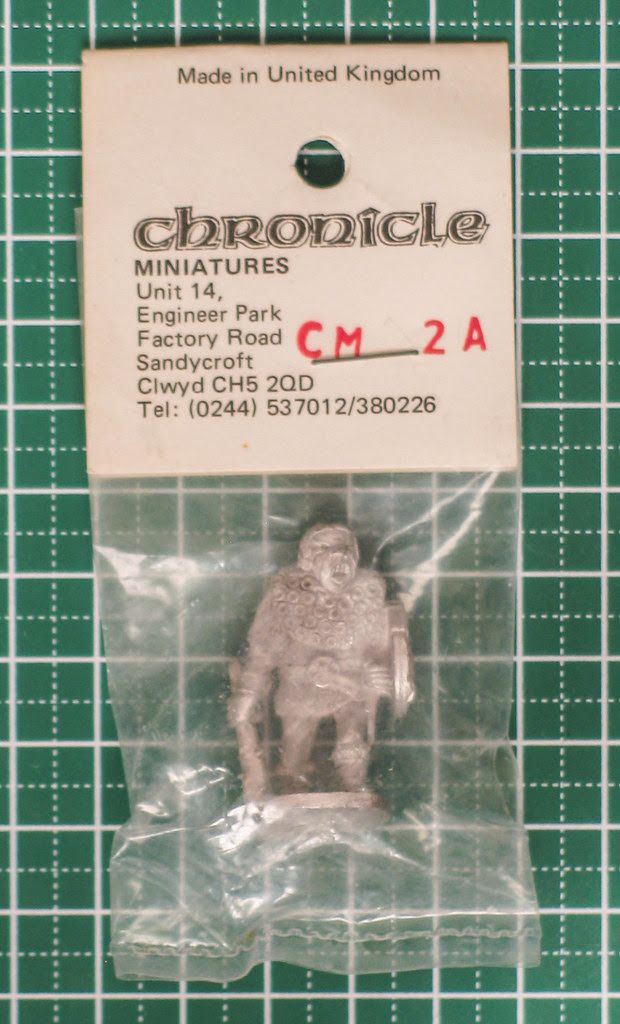 Made in United Kingdom
chronicle
MINIATURES
Unit 14,
Engineer Park
Factory Road
CM 2A
Sandycroft
Clwyd CH5 2QD
Tel: (0244) 537012/380226